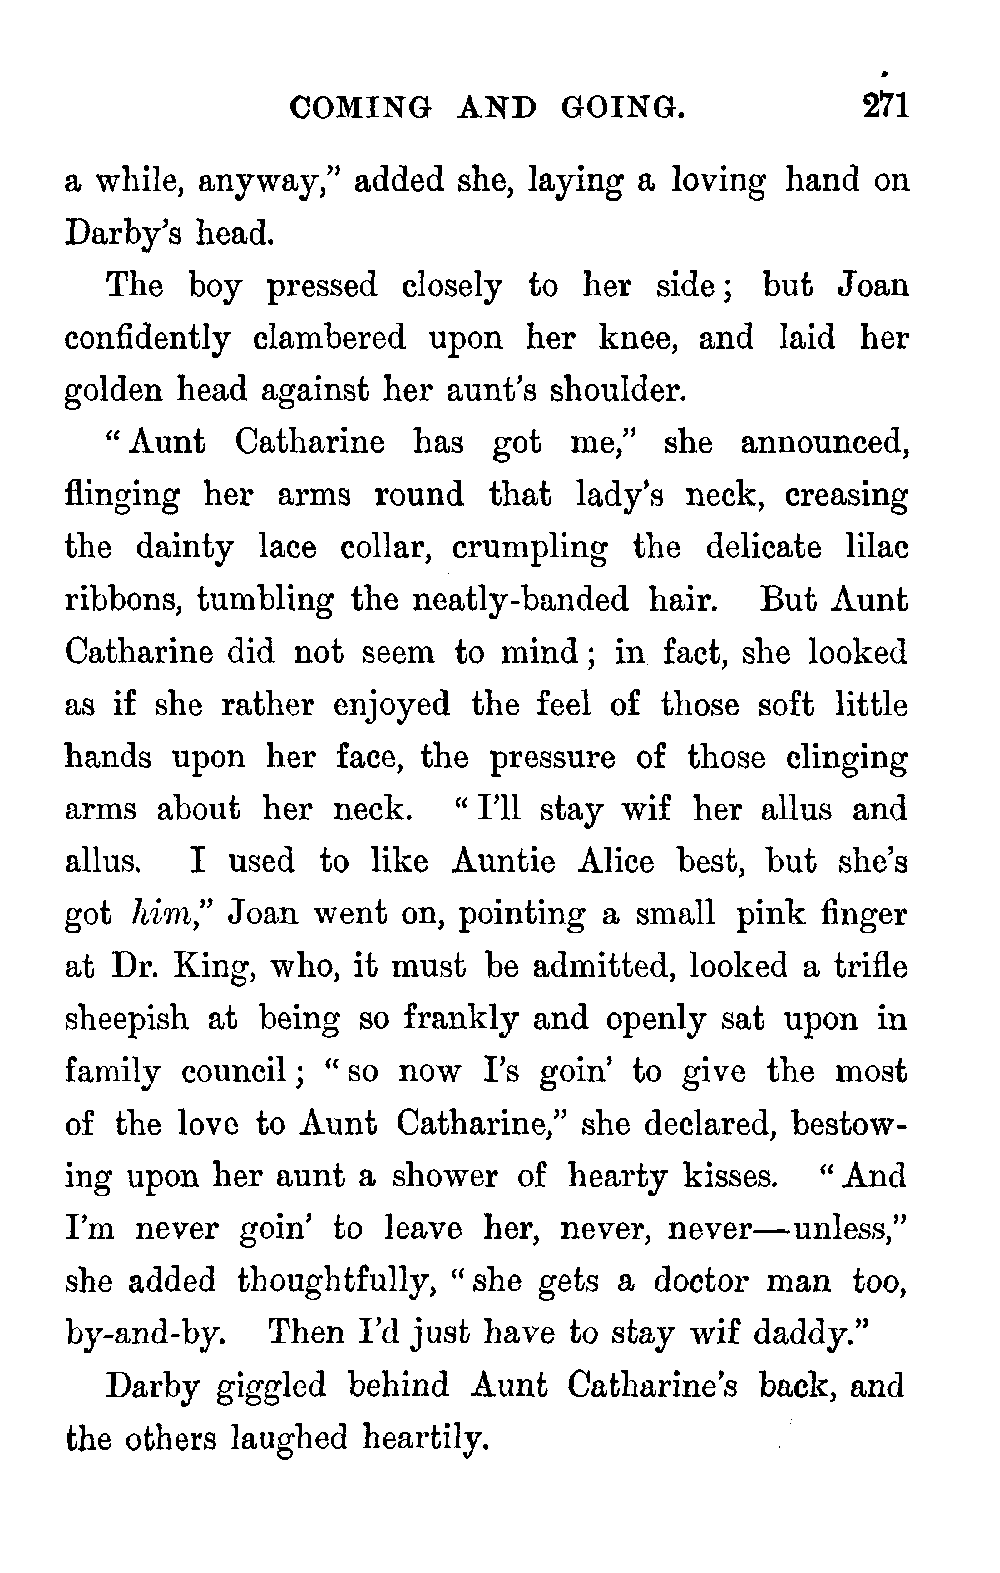 COMING AND GOING. 271
a while, anyway,” added she, laying a loving hand on
Darby’s head.
The boy pressed closely to her side; but Joan
confidently clambered upon her knee, and laid her
golden head against her aunt’s shoulder.
“Aunt Catharine has got me,” she announced,
flinging her arms round that lady’s neck, creasing
the dainty lace collar, crumpling the delicate lilac
ribbons, tumbling the neatly-banded hair. But Aunt
Catharine did not seem to mind; in fact, she looked
as if she rather enjoyed the feel of those soft little
hands upon her face, the pressure of those clinging
arms about her neck. “I’ll stay wif her allus and
allus. I used to like Auntie Alice best, but she’s
got him,” Joan went on, pointing a small pink finger
at Dr. King, who, it must be admitted, looked a trifle
sheepish at being so frankly and openly sat upon in
family council; “so now I’s goin’ to give the most
of the love to Aunt Catharine,” she declared, bestow-
ing upon her aunt a shower of hearty kisses. “And
I’m never goin’ to leave her, never, never—unless,”
she added thoughtfully, “she gets a doctor man too,
by-and-by. Then I’d just have to stay wif daddy.”
Darby giggled behind Aunt Catharine’s back, and
the others laughed heartily.